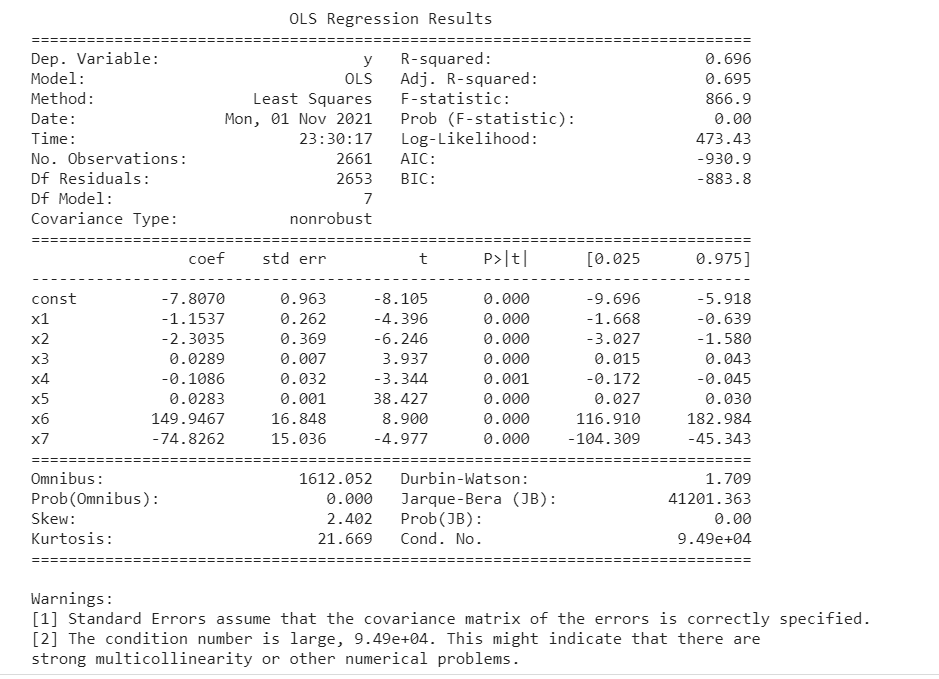 OLS Regression Results
==============================================================================
Dep. Variable: y R-squared: 0.696
Model: OLS Adj. R-squared: 0.695
Method: Least Squares F-statistic: 866.9
Date: Mon, 01 Nov 2021 Prob (F-statistic): 0.00
Time: 23:30:17 Log-Likelihood: 473.43
No. Observations: 2661 AIC: -930.9
Df Residuals: 2653 BIC: -883.8
Df Model: 7
Covariance Type: nonrobust
==============================================================================
coef std err t P>|t| [0.025 0.975]
------------------------------------------------------------------------------
const -7.8070 0.963 -8.105 0.000 -9.696 -5.918
x1 -1.1537 0.262 -4.396 0.000 -1.668 -0.639
x2 -2.3035 0.369 -6.246 0.000 -3.027 -1.580
x3 0.0289 0.007 3.937 0.000 0.015 0.043
x4 -0.1086 0.032 -3.344 0.001 -0.172 -0.045
x5 0.0283 0.001 38.427 0.000 0.027 0.030
x6 149.9467 16.848 8.900 0.000 116.910 182.984
x7 -74.8262 15.036 -4.977 0.000 -104.309 -45.343
==============================================================================
Omnibus: 1612.052 Durbin-Watson: 1.709
Prob(Omnibus): 0.000 Jarque-Bera (JB): 41201.363
Skew: 2.402 Prob(JB): 0.00
Kurtosis: 21.669 Cond. No. 9.49e+04
==============================================================================
Warnings:
[1] Standard Errors assume that the covariance matrix of the errors is correctly specified.
[2] The condition number is large, 9.49e+04. This might indicate that there are
strong multicollinearity or other numerical problems.